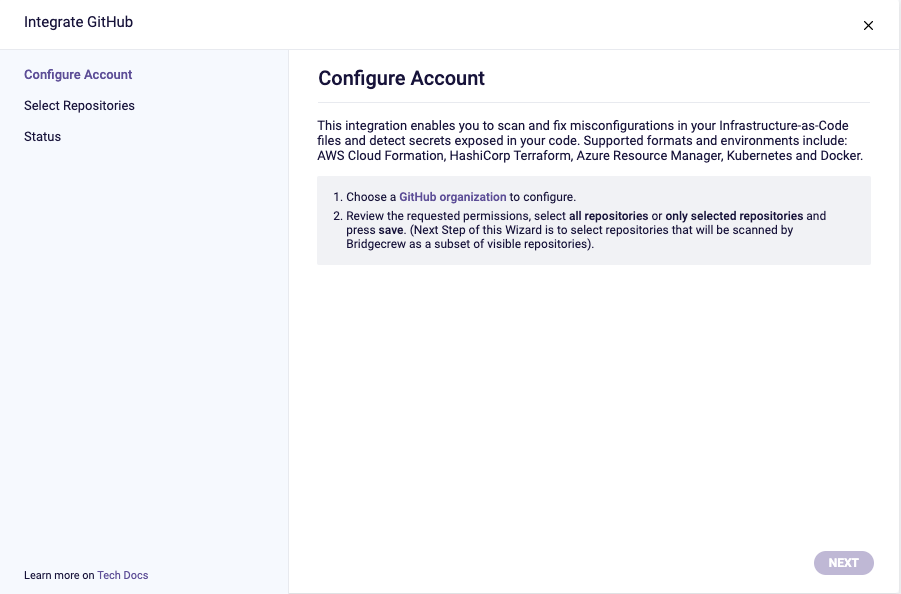 Integrate GitHub
Configure Account
Select Repositories
Status
Learn more on Tech Docs
Configure Account
This integration enables you to scan and fix misconfigurations in your Infrastructure-as-Code
files and detect secrets exposed in your code. Supported formats and environments include:
AWS Cloud Formation, HashiCorp Terraform, Azure Resource Manager, Kubernetes and Docker.
1. Choose a GitHub organization to configure.
2. Review the requested permissions, select all repositories or only selected repositories and
press save. (Next Step of this Wizard is to select repositories that will be scanned by
Bridgecrew as a subset of visible repositories).
NEXT